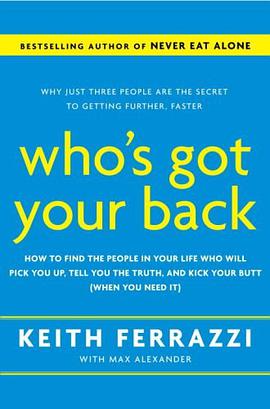 BESTSELLING AUTHOR OF NEVER EAT ALONE
WHY JUST THREE PEOPLE ARE THE SECRET
TO GETTING FURTHER, FASTER
who's got
your back
HOW TO FIND THE PEOPLE IN YOUR LIFE WHO WILL
PICK YOU UP, TELL YOU THE TRUTH, AND KICK YOUR BUTT
(WHEN YOU NEED IT)
KEITH FERRAZZI
WITH MAX ALEXANDER